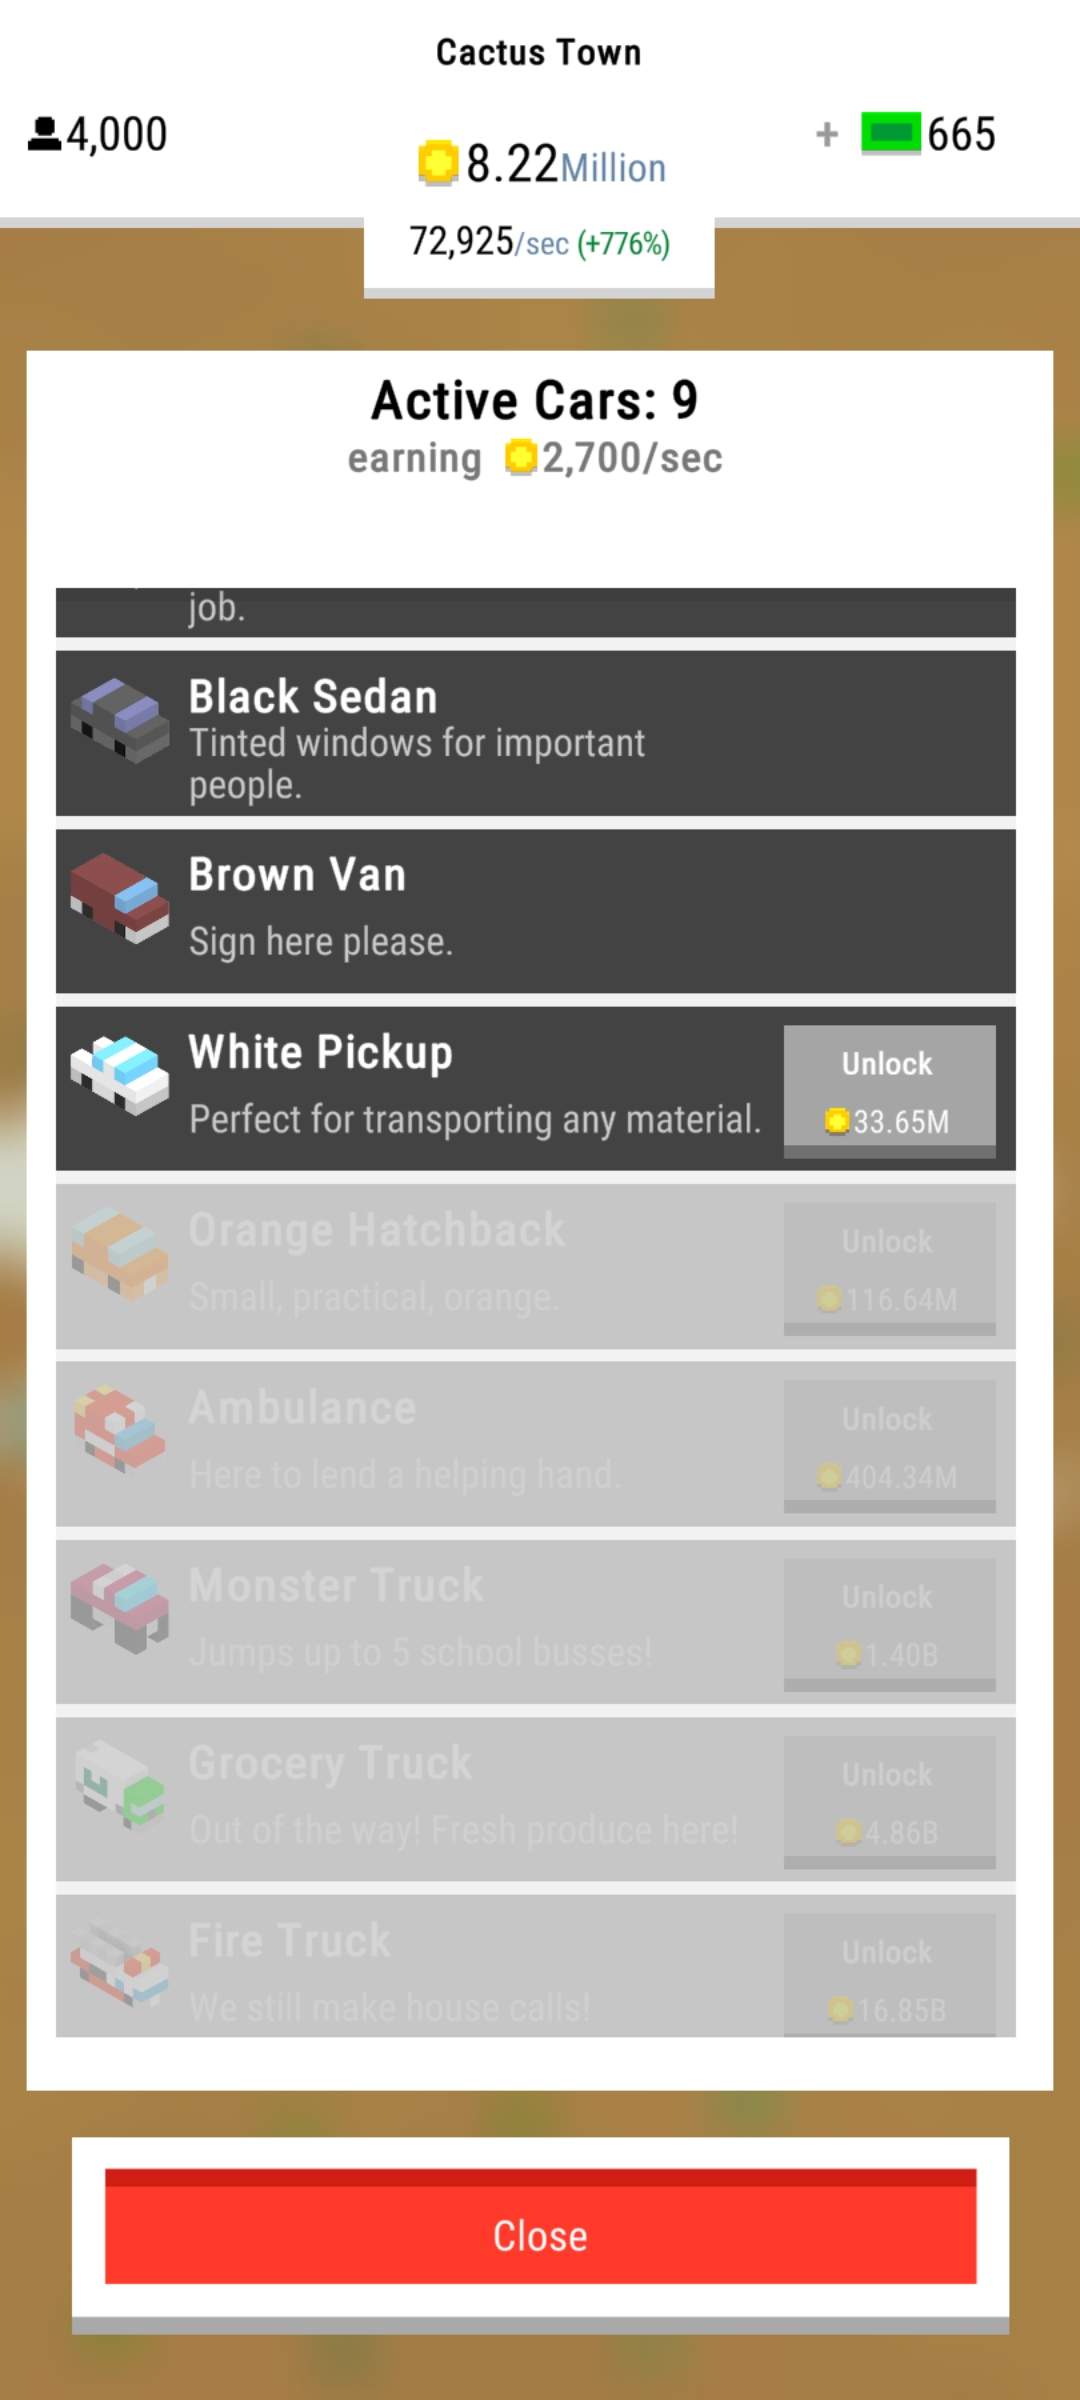 Cactus Town
4,000
8.22Million
+ 665
72,925/sec (+776%)
Active Cars: 9
earning 2,700/sec
job.
Black Sedan
Tinted windows for important
people.
Brown Van
Sign here please.
White Pickup
Perfect for transporting any material.
Unlock
33.65M
Orange Hatchback
Small, practical, orange.
Unlock
116.64M
Ambulance
Here to lend a helping hand.
Unlock
404.34M
Monster Truck
Jumps up to 5 school busses!
Unlock
1.40B
Grocery Truck
Out of the way! Fresh produce here!
Unlock
4.86B
Fire Truck
We still make house calls!
Unlock
16.85B
Close